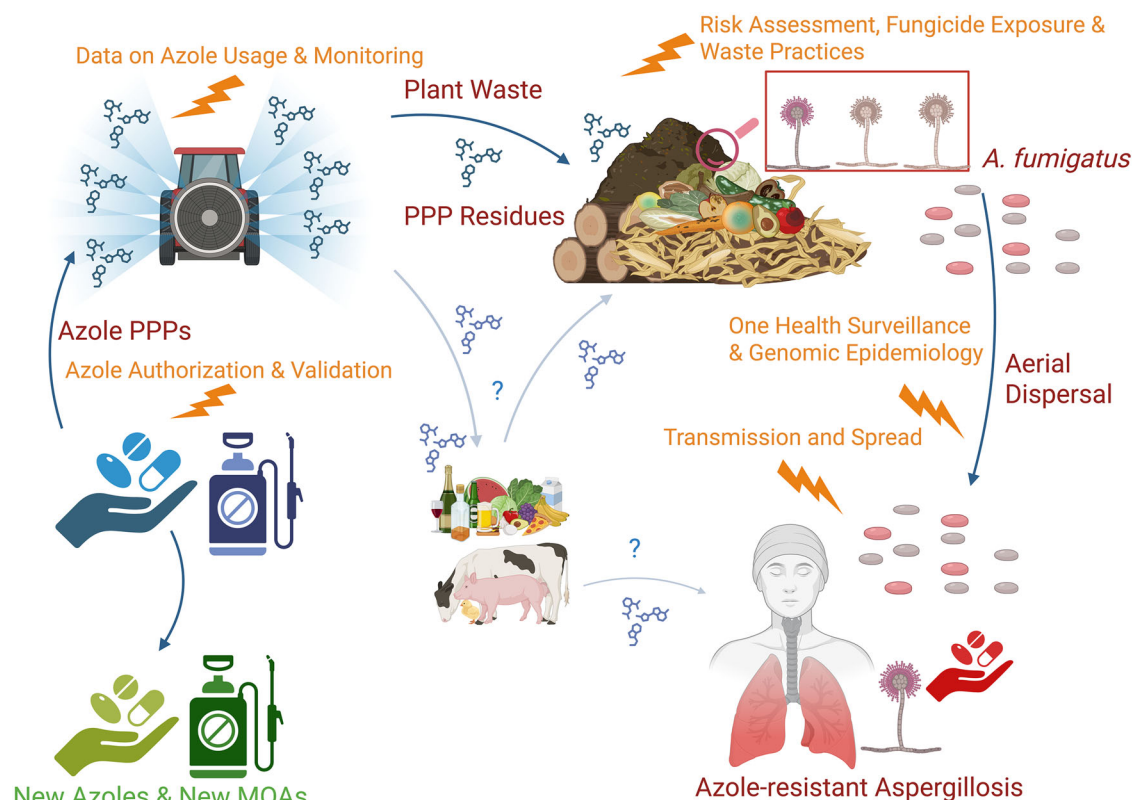 Risk Assessment, Fungicide Exposure &
Waste Practices
Data on Azole Usage & Monitoring
Plant Waste
A. fumigatus
PPP Residues
Azole PPPs
Azole Authorization & Validation
One Health Surveillance
& Genomic Epidemiology
Aerial
Dispersal
?
Transmission and Spread
?
Azole-resistant Aspergillosis
New Azoles & New MOAs